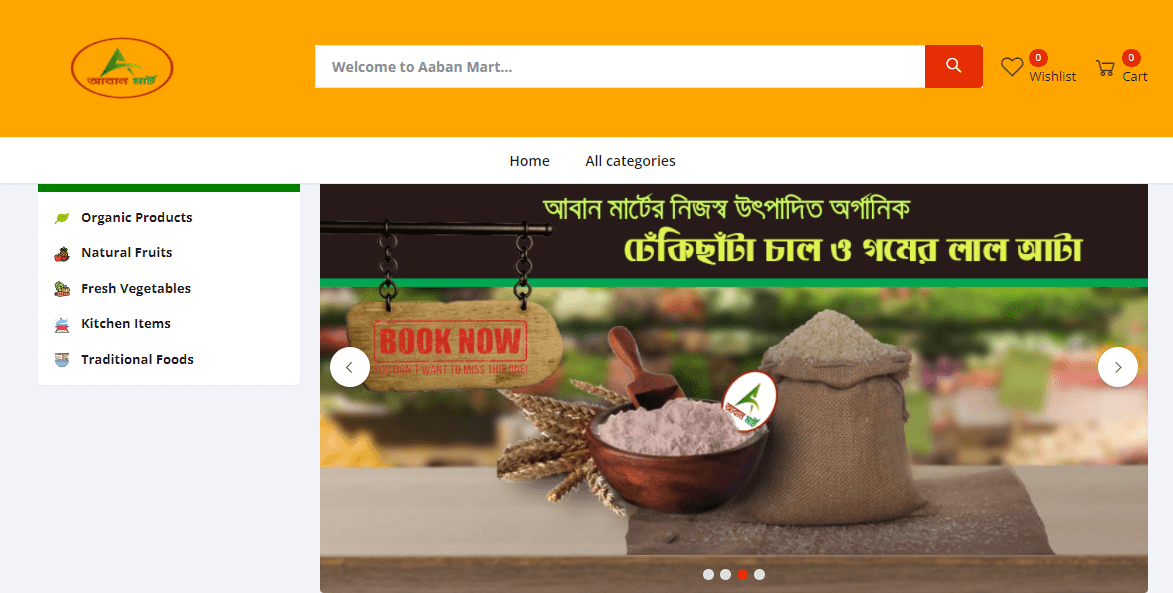 আবান মার্ট
Welcome to Aaban Mart...
0
Wishlist
0
Cart
Home
All categories
Organic Products
Natural Fruits
Fresh Vegetables
Kitchen Items
Traditional Foods
আবান মার্টের নিজস্ব উৎপাদিত অর্গানিক
ঢেঁকিছাঁটা চাল ও গমের লাল আটা
BOOK NOW
DON'T WANT TO MISS THIS ONE!
আবান মার্ট